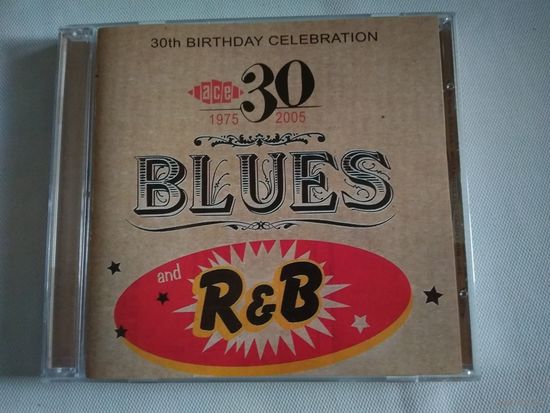 30th BIRTHDAY CELEBRATION
ace 30
1975 2005
BLUES
and
R&B